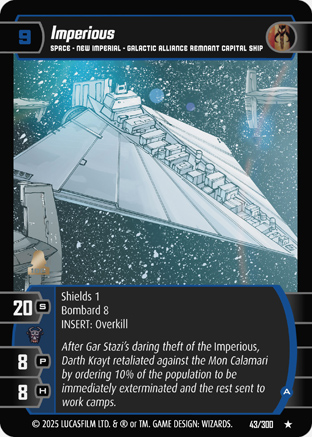 9
Imperious
SPACE - NEW IMPERIAL - GALACTIC ALLIANCE REMNANT CAPITAL SHIP
20 S
Shields 1
Bombard 8
INSERT: Overkill
8 P
8 H
After Gar Stazi's daring theft of the Imperious,
Darth Krayt retaliated against the Mon Calamari
by ordering 10% of the population to be
immediately exterminated and the rest sent to
work camps.
A
© 2025 LUCASFILM LTD. & ® or TM. GAME DESIGN: WIZARDS. 43/300 ★